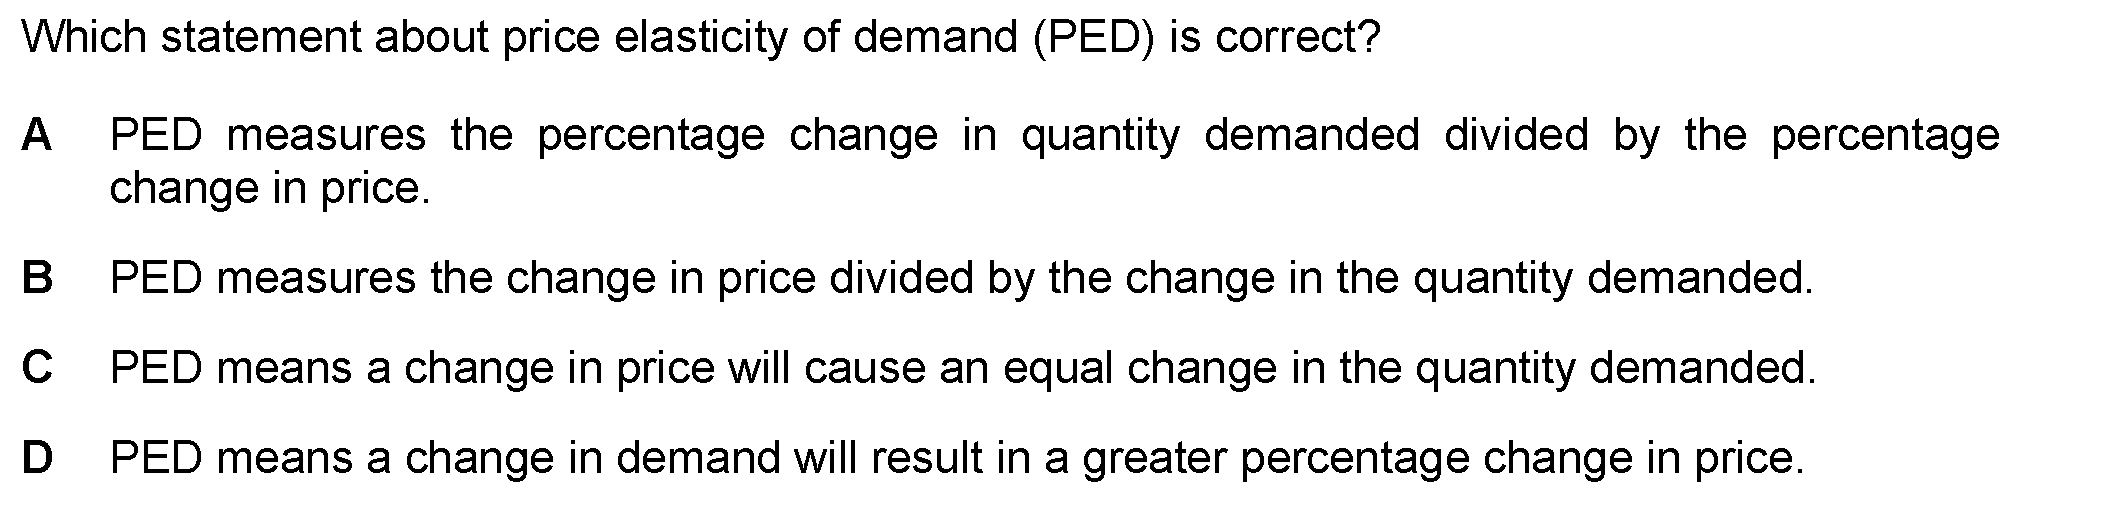 Which statement about price elasticity of demand (PED) is correct?
A PED measures the percentage change in quantity demanded divided by the percentage
change in price.
B PED measures the change in price divided by the change in the quantity demanded.
C PED means a change in price will cause an equal change in the quantity demanded.
D PED means a change in demand will result in a greater percentage change in price.